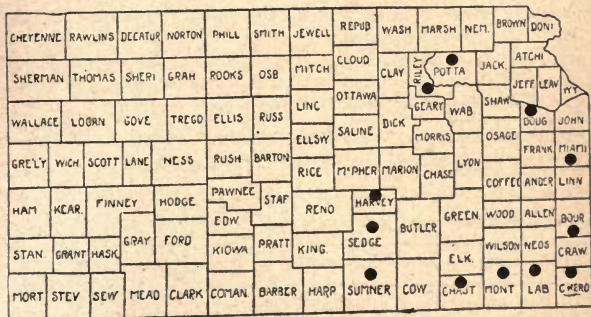 CHEYENNE RAWLINS DECATUR NORTON PHILL SMITH JEWELL REPUB WASH MARSH NEM. BROWN DONI
SHERMAN THOMAS SHERI GRAH ROOKS OSB MITCH CLOUD CLAY RILEY POTTA JACK. ATCHI
JEFF LEAV WY
WALLACE LOGAN GOVE TREGO ELLIS RUSS LINC OTTAWA DICK GEARY WAB SHAW DOUG JOHN
ELLSW SALINE MORRIS OSAGE FRANK. MIAMI
GRE'L'Y WICH SCOTT LANE NESS RUSH BARTON RICE McPHER MARION CHASE LYON COFFEE ANDER LINN
HAM KEAR. FINNEY HODGE PAWNEE STAF RENO HARVEY BUTLER GREEN. WOOD ALLEN BOUR
EDW.
STAN. GRANT HASK. GRAY FORD KIOWA PRATT KING. SEDGE ELK. WILSON NEOS CRAW.
MORT STEV SEW MEAD CLARK COMAN. BARBER HARP SUMNER COW. CHAUT MONT LAB CHERO